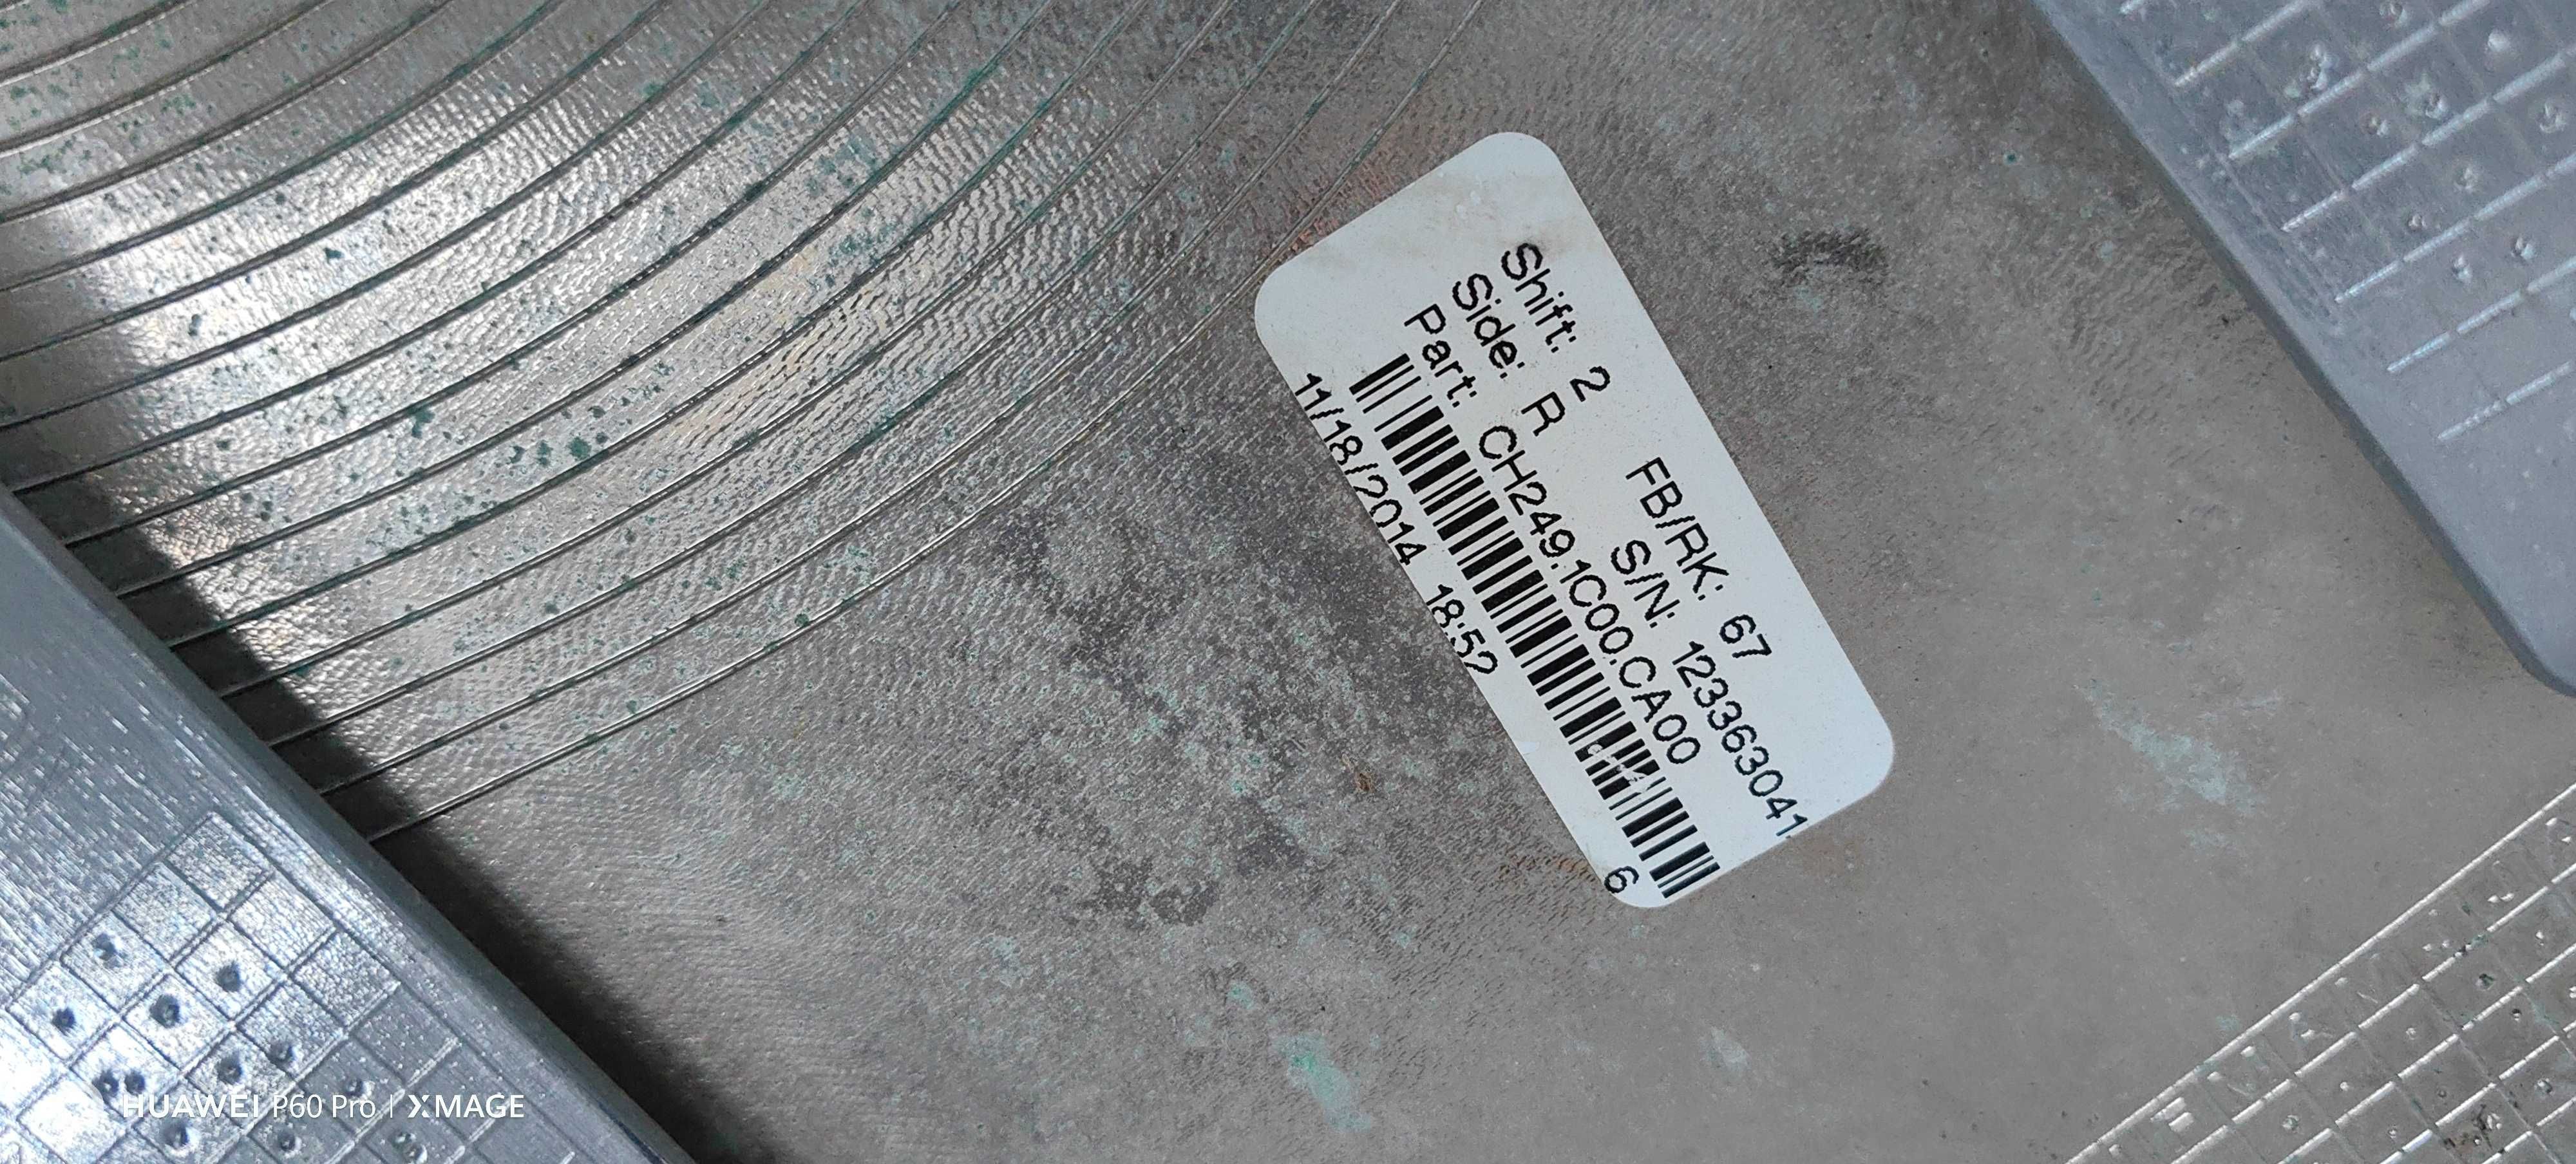 Shift: 2 FB/RK: 67
Side: R S/N: 123363041
Part: CH249.1C00.CA00
11/18/2014 18:52 6
HUAWEI P60 Pro | XMAGE